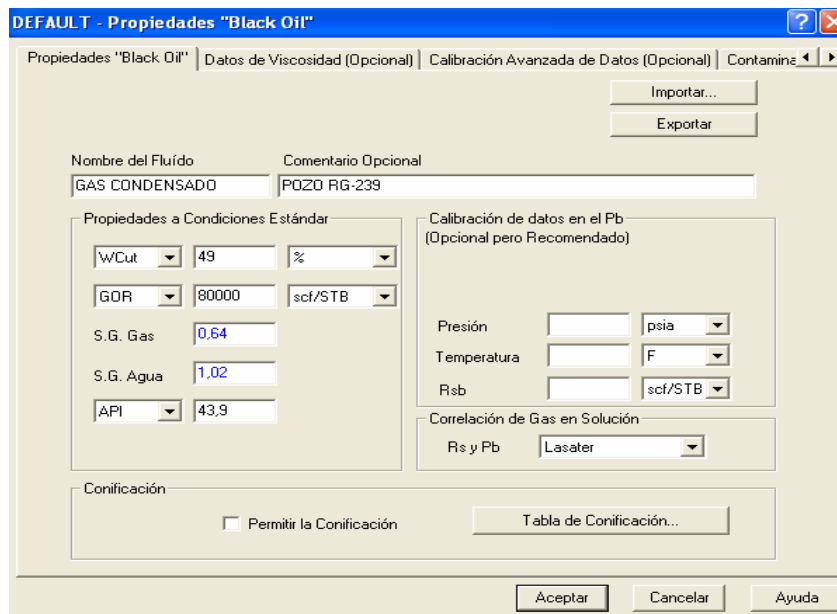 DEFAULT - Propiedades "Black Oil"
Propiedades "Black Oil" Datos de Viscosidad (Opcional) Calibración Avanzada de Datos (Opcional) Contamina
Importar...
Exportar
Nombre del Fluído Comentario Opcional
GAS CONDENSADO POZO RG-239
Propiedades a Condiciones Estándar
WCut 49 %
GOR 80000 scf/STB
S.G. Gas 0,64
S.G. Agua 1,02
API 43,9
Calibración de datos en el Pb
(Opcional pero Recomendado)
Presión psia
Temperatura F
Rsb scf/STB
Correlación de Gas en Solución
Rs y Pb Lasater
Conificación
Permitir la Conificación Tabla de Conificación...
Aceptar Cancelar Ayuda